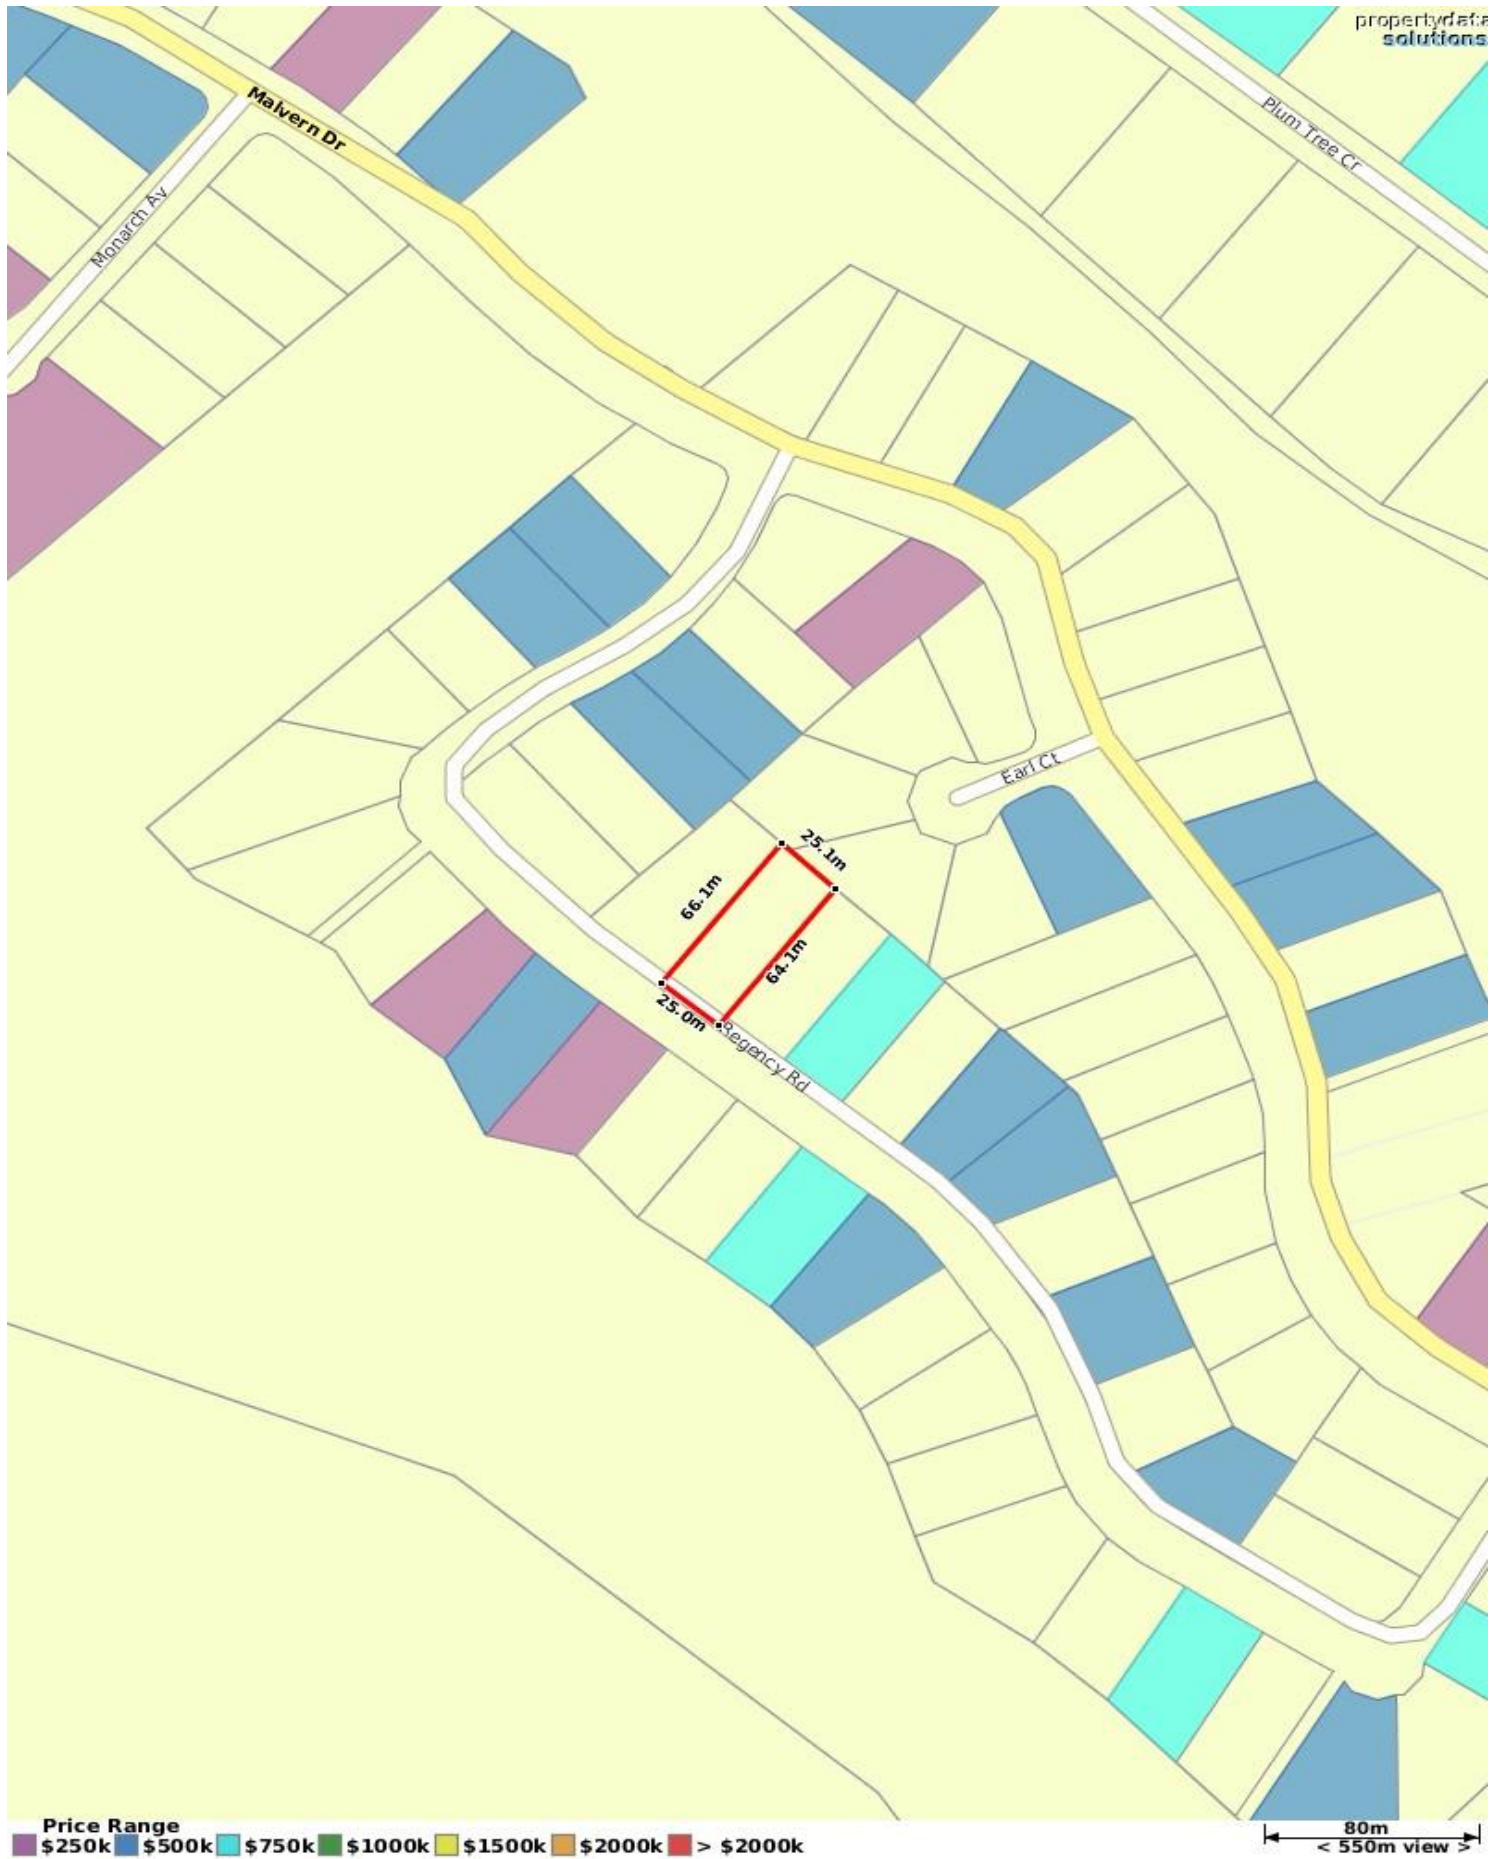 propertydata
solutions
Plum Tree Cr
Malvern Dr
Monarch Av
Earl Ct
25.1m
66.1m
64.1m
25.0m
Regency Rd
Price Range
$250k $500k $750k $1000k $1500k $2000k > $2000k
80m
< 550m view >